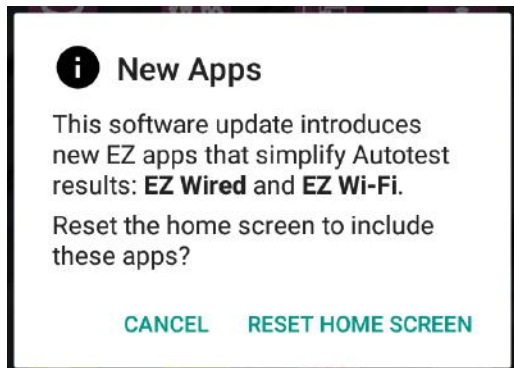 New Apps
This software update introduces
new EZ apps that simplify Autotest
results: EZ Wired and EZ Wi-Fi.
Reset the home screen to include
these apps?
CANCEL RESET HOME SCREEN